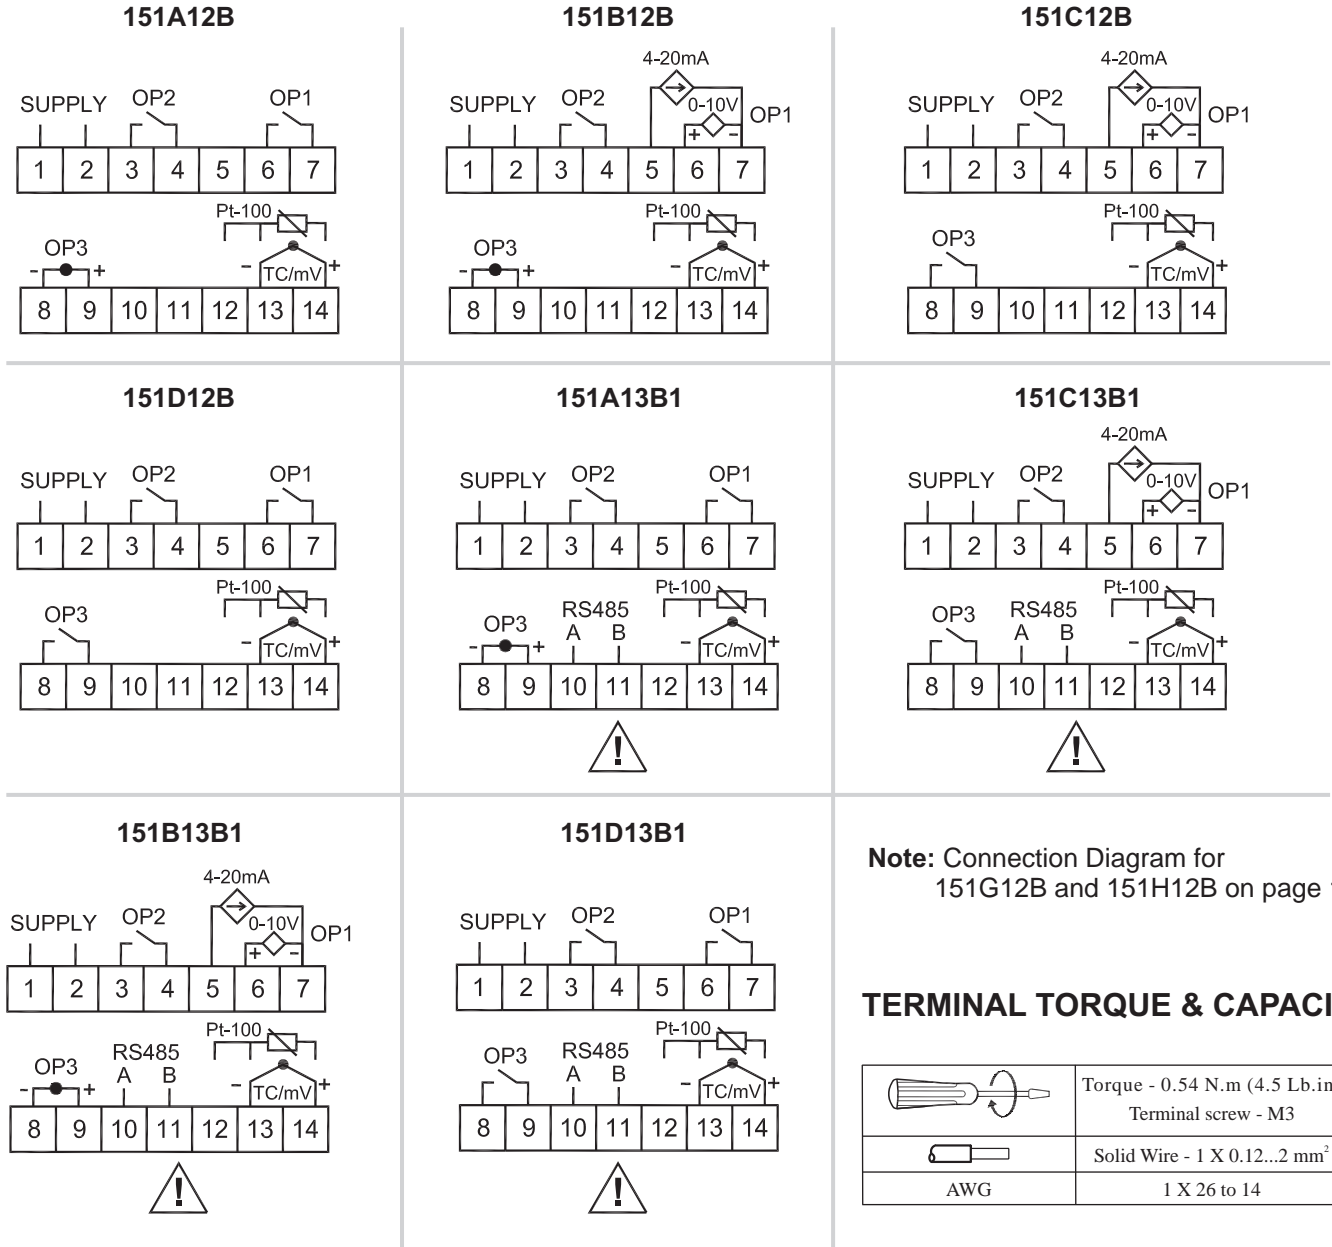 151A12B
SUPPLY OP2 OP1
1 2 3 4 5 6 7
Pt-100
OP3
- + - TC/mV +
8 9 10 11 12 13 14
151B12B
4-20mA
SUPPLY OP2 0-10V OP1
+ -
1 2 3 4 5 6 7
Pt-100
OP3
- + - TC/mV +
8 9 10 11 12 13 14
151C12B
4-20mA
SUPPLY OP2 0-10V OP1
+ -
1 2 3 4 5 6 7
Pt-100
OP3
- TC/mV +
8 9 10 11 12 13 14
151D12B
SUPPLY OP2 OP1
1 2 3 4 5 6 7
Pt-100
OP3
- TC/mV +
8 9 10 11 12 13 14
151A13B1
SUPPLY OP2 OP1
1 2 3 4 5 6 7
Pt-100
OP3 RS485
A B
- + - TC/mV +
8 9 10 11 12 13 14
!
151C13B1
4-20mA
SUPPLY OP2 0-10V OP1
+ -
1 2 3 4 5 6 7
Pt-100
OP3 RS485
A B
- TC/mV +
8 9 10 11 12 13 14
!
151B13B1
4-20mA
SUPPLY OP2 0-10V OP1
+ -
1 2 3 4 5 6 7
Pt-100
OP3 RS485
A B
- + - TC/mV +
8 9 10 11 12 13 14
!
151D13B1
SUPPLY OP2 OP1
1 2 3 4 5 6 7
Pt-100
OP3 RS485
A B
- TC/mV +
8 9 10 11 12 13 14
!
Note: Connection Diagram for
151G12B and 151H12B on page
TERMINAL TORQUE & CAPACI
Torque - 0.54 N.m (4.5 Lb.in
Terminal screw - M3
Solid Wire - 1 X 0.12...2 mm²
AWG 1 X 26 to 14